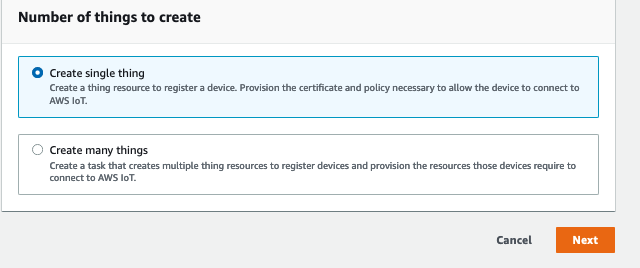 Number of things to create
Create single thing
Create a thing resource to register a device. Provision the certificate and policy necessary to allow the device to connect to
AWS IoT.
Create many things
Create a task that creates multiple thing resources to register devices and provision the resources those devices require to
connect to AWS IoT.
Cancel
Next